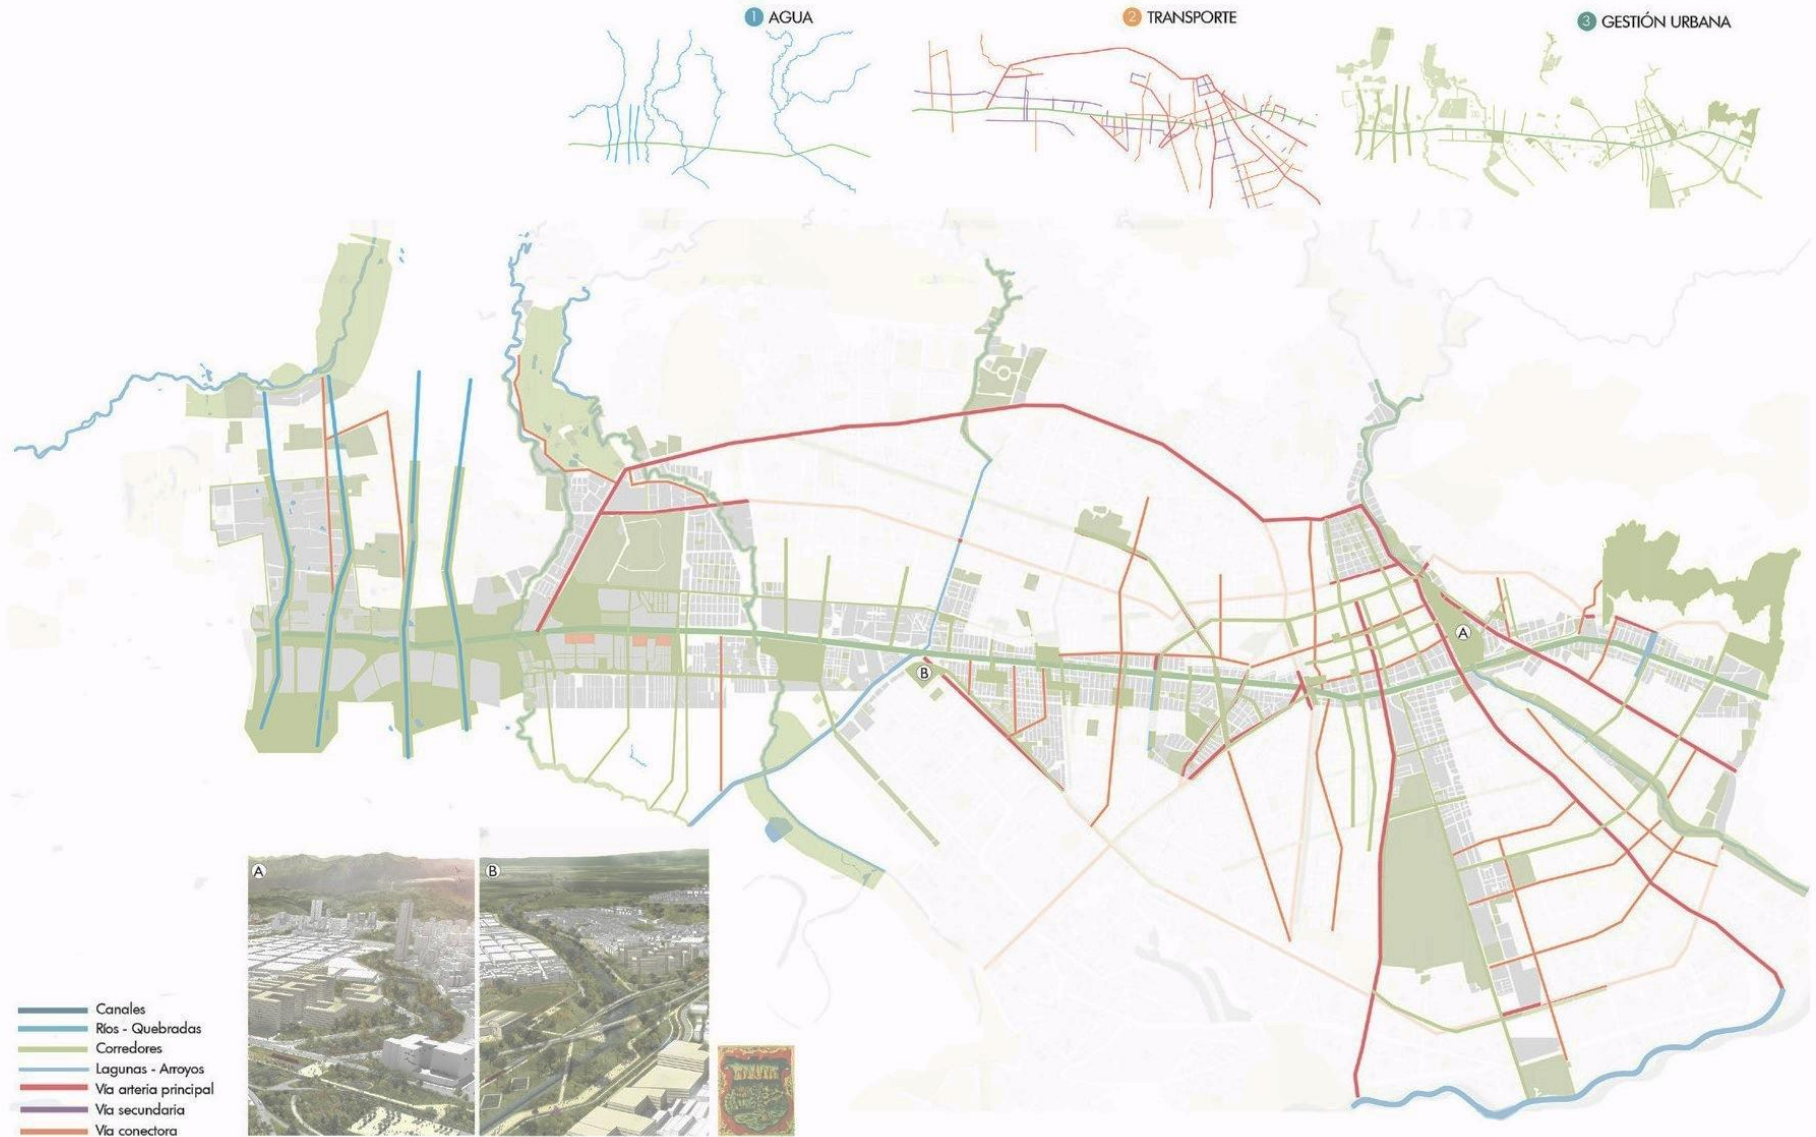 1 AGUA
2 TRANSPORTE
3 GESTIÓN URBANA
A
B
A
B
Canales
Ríos - Quebradas
Corredores
Lagunas - Arroyos
Vía arteria principal
Vía secundaria
Vía conectora